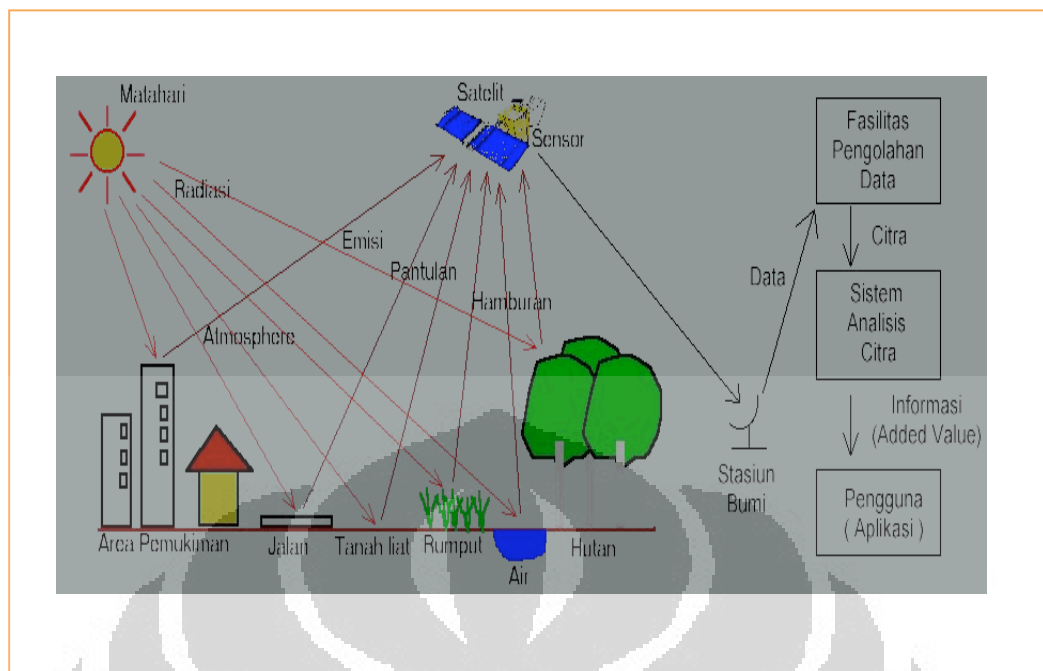 Matahari
Satelit
Sensor
Radiasi
Emisi
Pantulan
Hamburan
Atmosphere
Area Pemukiman
Jalan
Tanah liat
Rumput
Air
Hutan
Stasiun
Bumi
Data
Fasilitas
Pengolahan
Data
Citra
Sistem
Analisis
Citra
Informasi
(Added Value)
Pengguna
( Aplikasi )